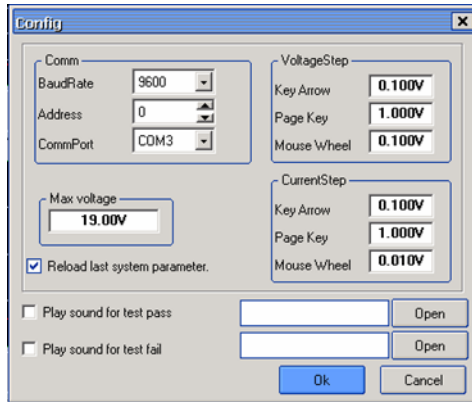 Config
Comm
BaudRate 9600
Address 0
CommPort COM3
VoltageStep
Key Arrow 0.100V
Page Key 1.000V
Mouse Wheel 0.100V
Max voltage
19.00V
CurrentStep
Key Arrow 0.100V
Page Key 1.000V
Mouse Wheel 0.010V
Reload last system parameter.
Play sound for test pass Open
Play sound for test fail Open
Ok Cancel